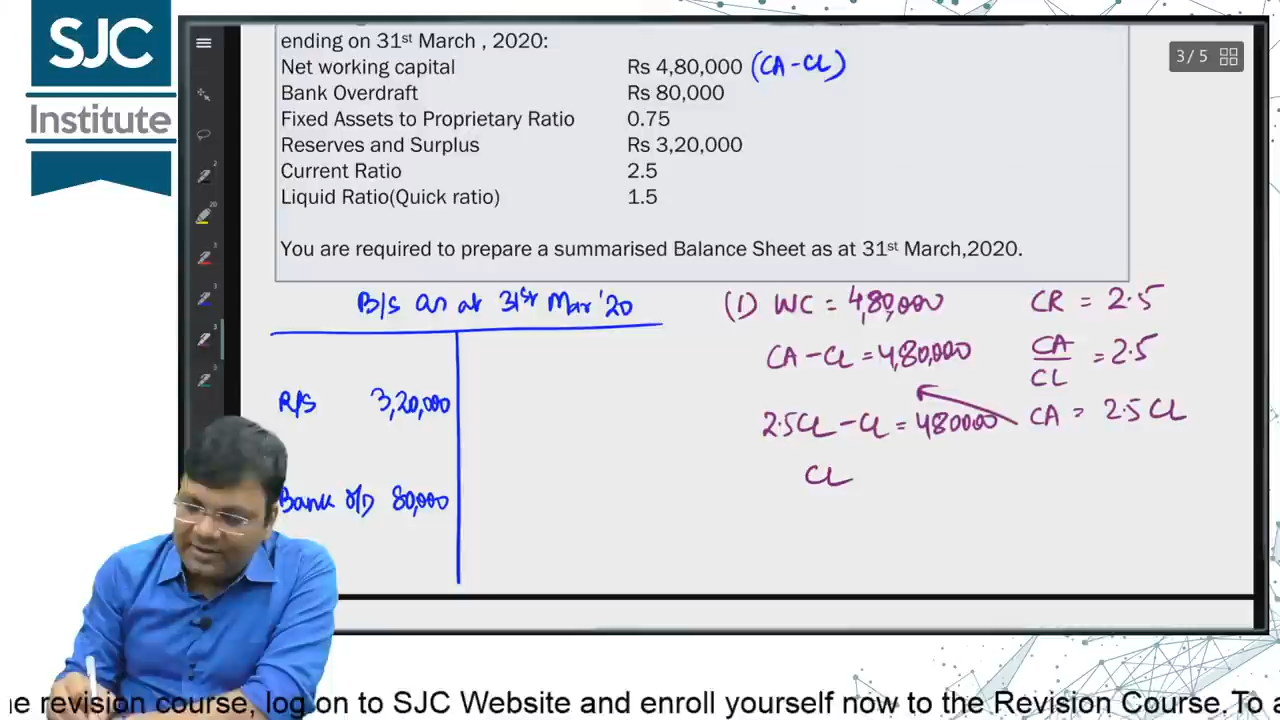 SJC
Institute
3/5
ending on 31st March , 2020:
Net working capital Rs 4,80,000 (CA-CL)
Bank Overdraft Rs 80,000
Fixed Assets to Proprietary Ratio 0.75
Reserves and Surplus Rs 3,20,000
Current Ratio 2.5
Liquid Ratio(Quick ratio) 1.5
You are required to prepare a summarised Balance Sheet as at 31st March,2020.
B/S as at 31st Mar '20
R/S 3,20,000
Bank O/D 80,000
(1) WC = 4,80,000
CA-CL = 4,80,000
2.5CL-CL = 480000
CL
CR = 2.5
CA
CL = 2.5
CA = 2.5 CL
e revision course, log on to SJC Website and enroll yourself now to the Revision Course.To a